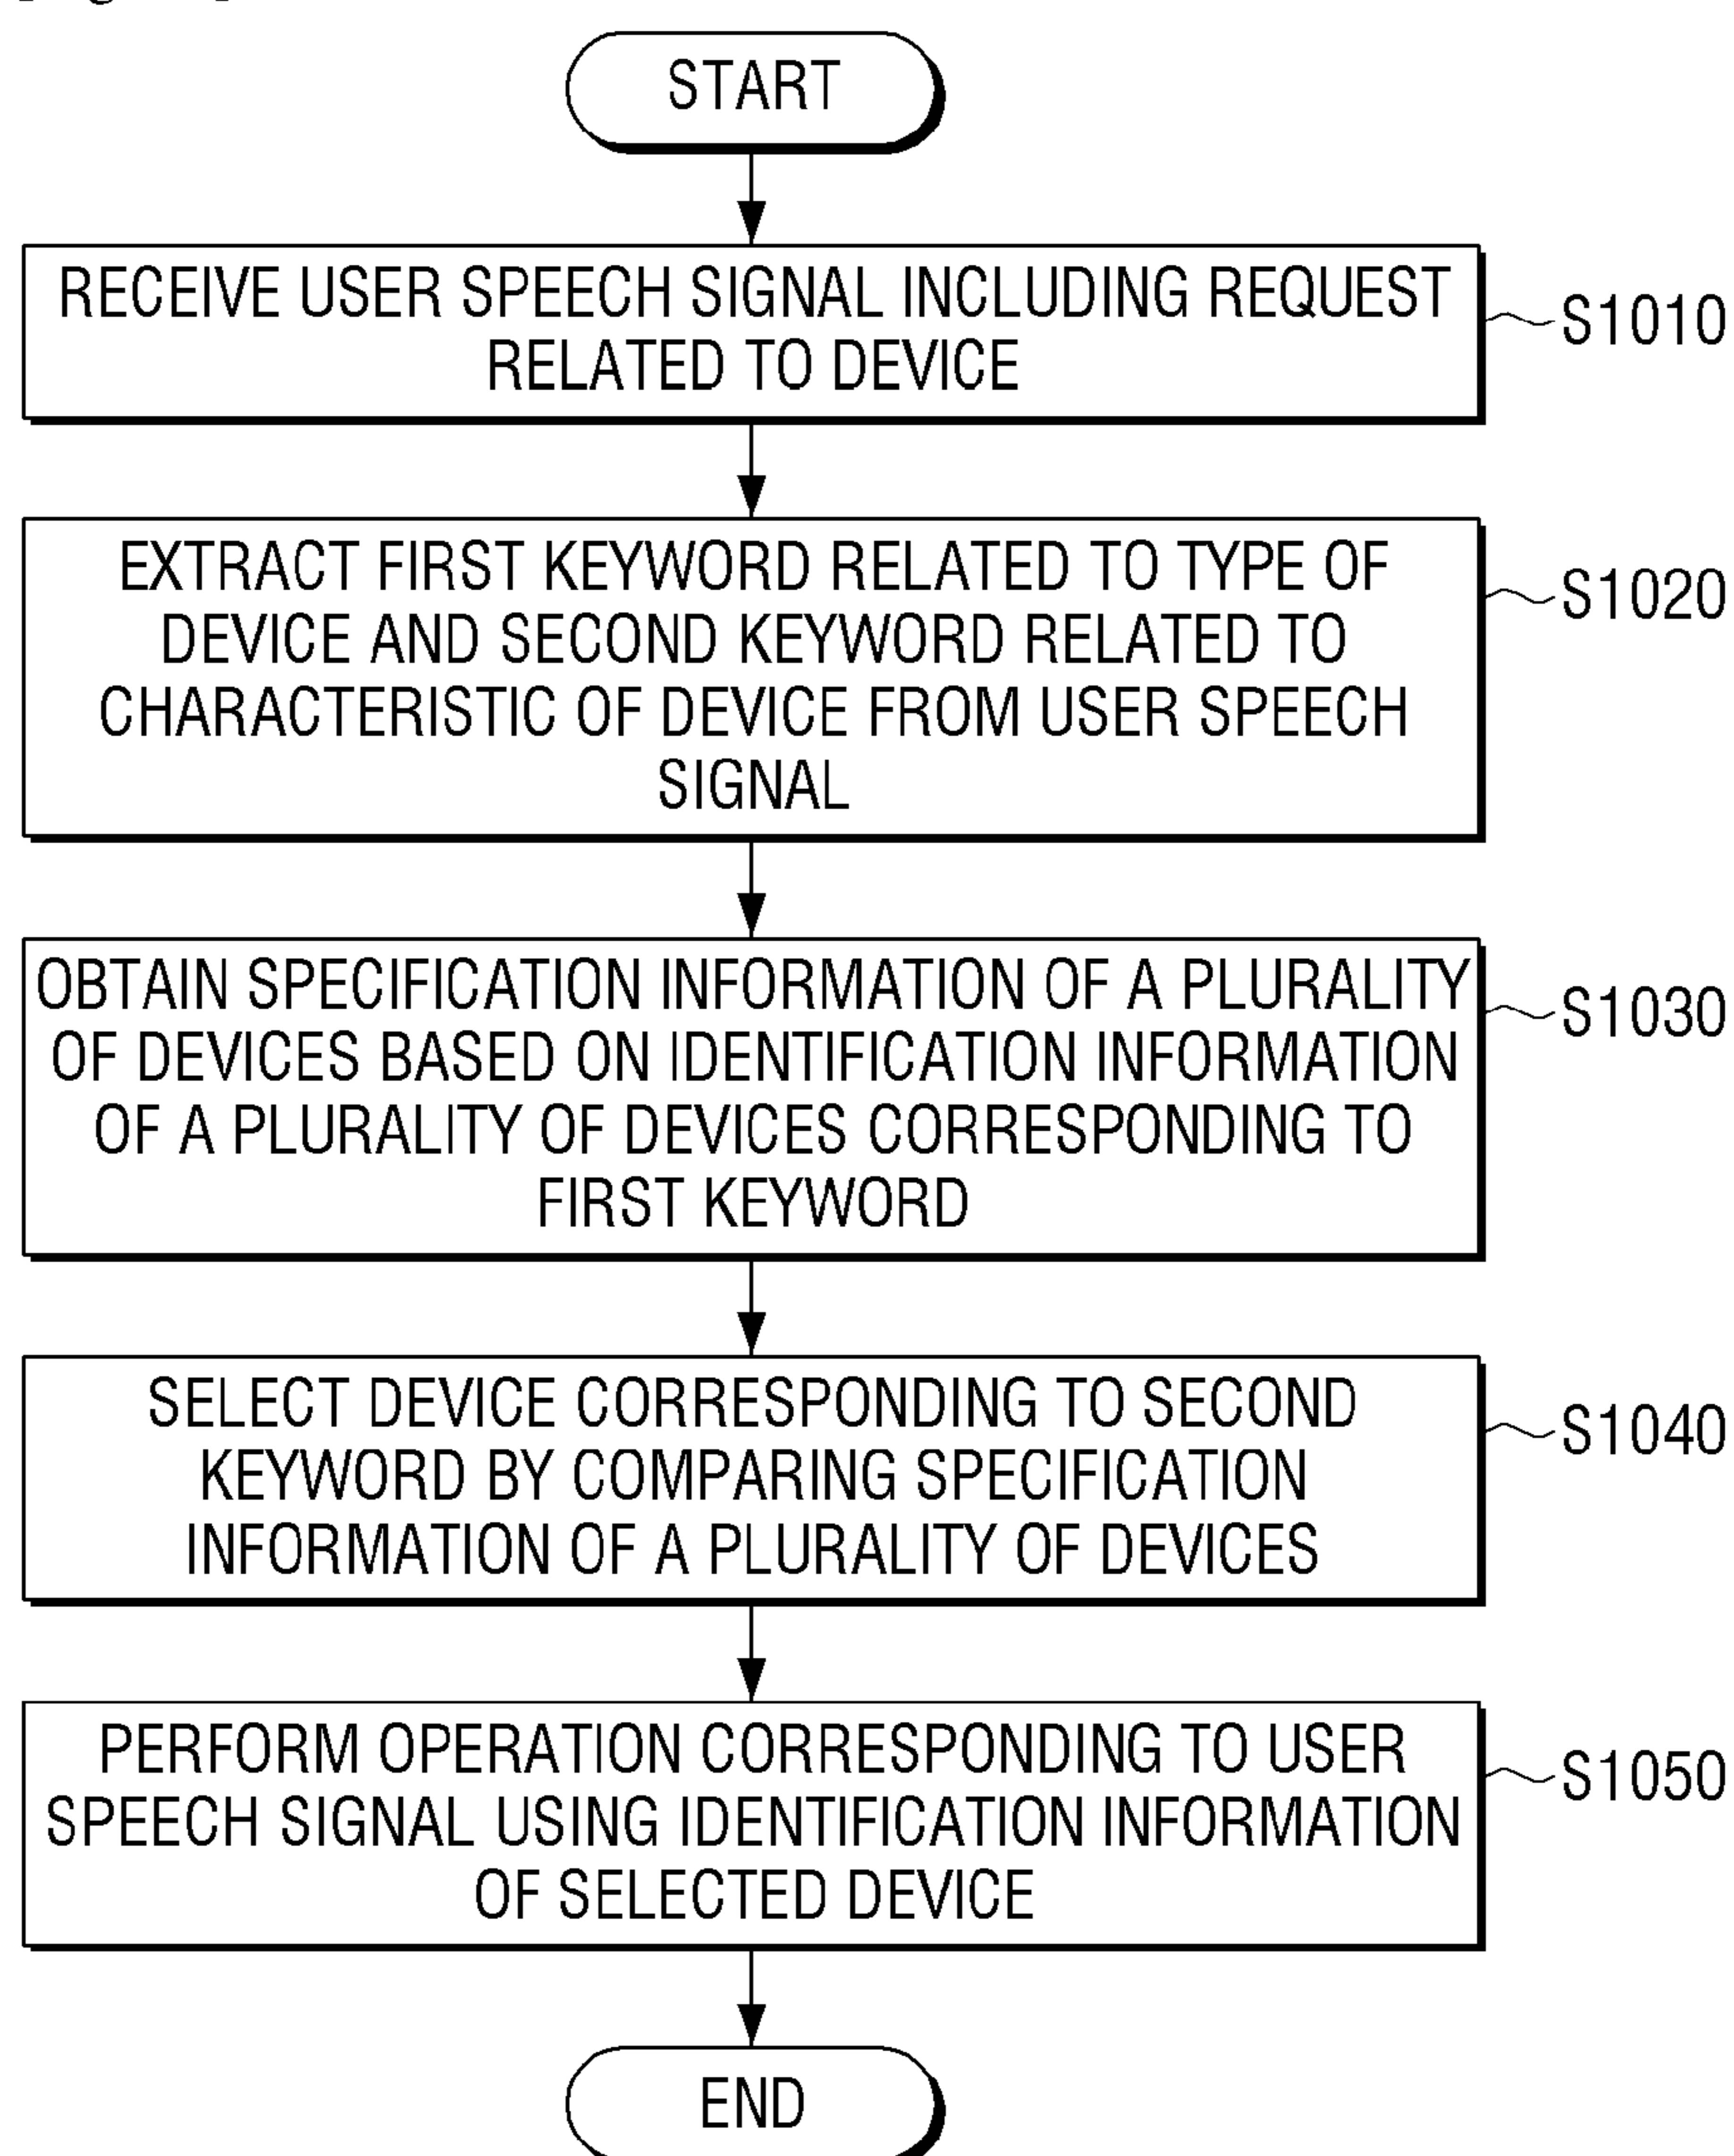 START
RECEIVE USER SPEECH SIGNAL INCLUDING REQUEST
RELATED TO DEVICE
S1010
EXTRACT FIRST KEYWORD RELATED TO TYPE OF
DEVICE AND SECOND KEYWORD RELATED TO
CHARACTERISTIC OF DEVICE FROM USER SPEECH
SIGNAL
S1020
OBTAIN SPECIFICATION INFORMATION OF A PLURALITY
OF DEVICES BASED ON IDENTIFICATION INFORMATION
OF A PLURALITY OF DEVICES CORRESPONDING TO
FIRST KEYWORD
S1030
SELECT DEVICE CORRESPONDING TO SECOND
KEYWORD BY COMPARING SPECIFICATION
INFORMATION OF A PLURALITY OF DEVICES
S1040
PERFORM OPERATION CORRESPONDING TO USER
SPEECH SIGNAL USING IDENTIFICATION INFORMATION
OF SELECTED DEVICE
S1050
END